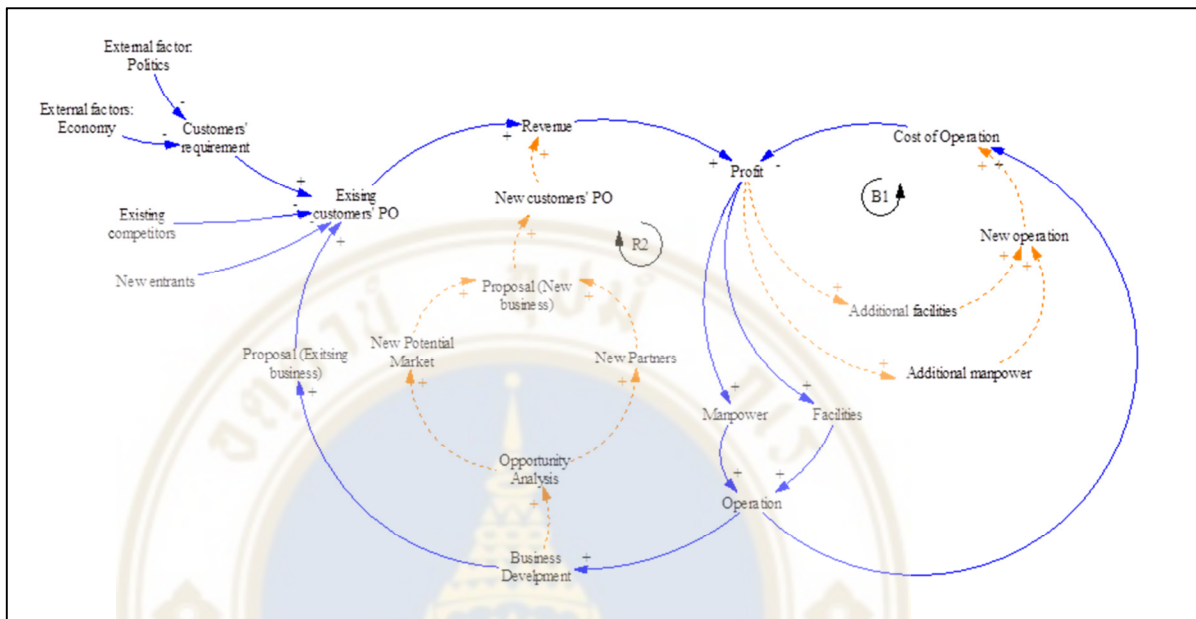 External factor:
Politics
External factors:
Economy
Customers'
requirement
Existing
competitors
New entrants
Exising
customers' PO
Revenue
New customers' PO
R2
Proposal (New
business)
New Potential
Market
New Partners
Proposal (Exitsing
business)
Opportunity
Analysis
Business
Develpment
Profit
Cost of Operation
B1
New operation
Additional facilities
Additional manpower
Manpower
Facilities
Operation